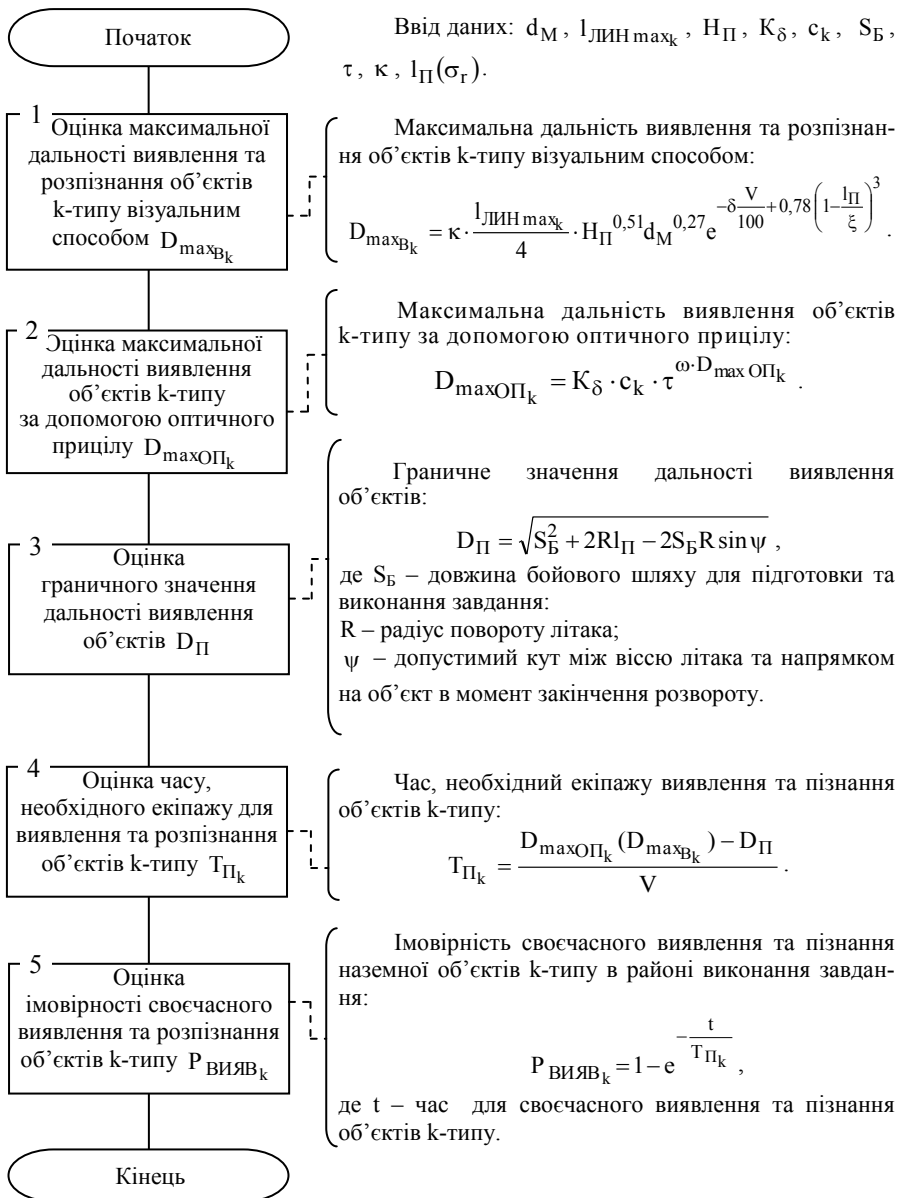 Початок
Ввід даних: d_М , l_ЛИН max_k , H_П , K_δ, c_k, S_Б ,
τ , κ , l_П(σ_r).
1
Оцінка максимальної
дальності виявлення та
розпізнання об’єктів
k-типу візуальним
способом D_max_В_k
Максимальна дальність виявлення та розпізнан-
ня об’єктів k-типу візуальним способом:
D_max_В_k = κ · l_ЛИН max_k / 4 · H_П^0,51 d_М^0,27 e^(−δ V/100 + 0,78 (1 − l_П/ξ)^3) .
2
Эцінка максимальної
дальності виявлення
об’єктів k-типу
за допомогою оптичного
прицілу D_maxОП_k
Максимальна дальність виявлення об’єктів
k-типу за допомогою оптичного прицілу:
D_maxОП_k = K_δ · c_k · τ^(ω·D_max ОП_k) .
3
Оцінка
граничного значення
дальності виявлення
об’єктів D_П
Граничне значення дальності виявлення
об’єктів:
D_П = √(S_Б^2 + 2Rl_П − 2S_Б R sin ψ) ,
де S_Б – довжина бойового шляху для підготовки та
виконання завдання:
R – радіус повороту літака;
ψ – допустимий кут між віссю літака та напрямком
на об’єкт в момент закінчення розвороту.
4
Оцінка часу,
необхідного екіпажу для
виявлення та розпізнання
об’єктів k-типу T_П_k
Час, необхідний екіпажу виявлення та пізнання
об’єктів k-типу:
T_П_k = (D_maxОП_k (D_max_В_k) − D_П) / V .
5
Оцінка
імовірності своєчасного
виявлення та розпізнання
об’єктів k-типу P_ВИЯВ_k
Імовірність своєчасного виявлення та пізнання
наземної об’єктів k-типу в районі виконання завдан-
ня:
P_ВИЯВ_k = 1 − e^(−t/T_П_k) ,
де t – час для своєчасного виявлення та пізнання
об’єктів k-типу.
Кінець